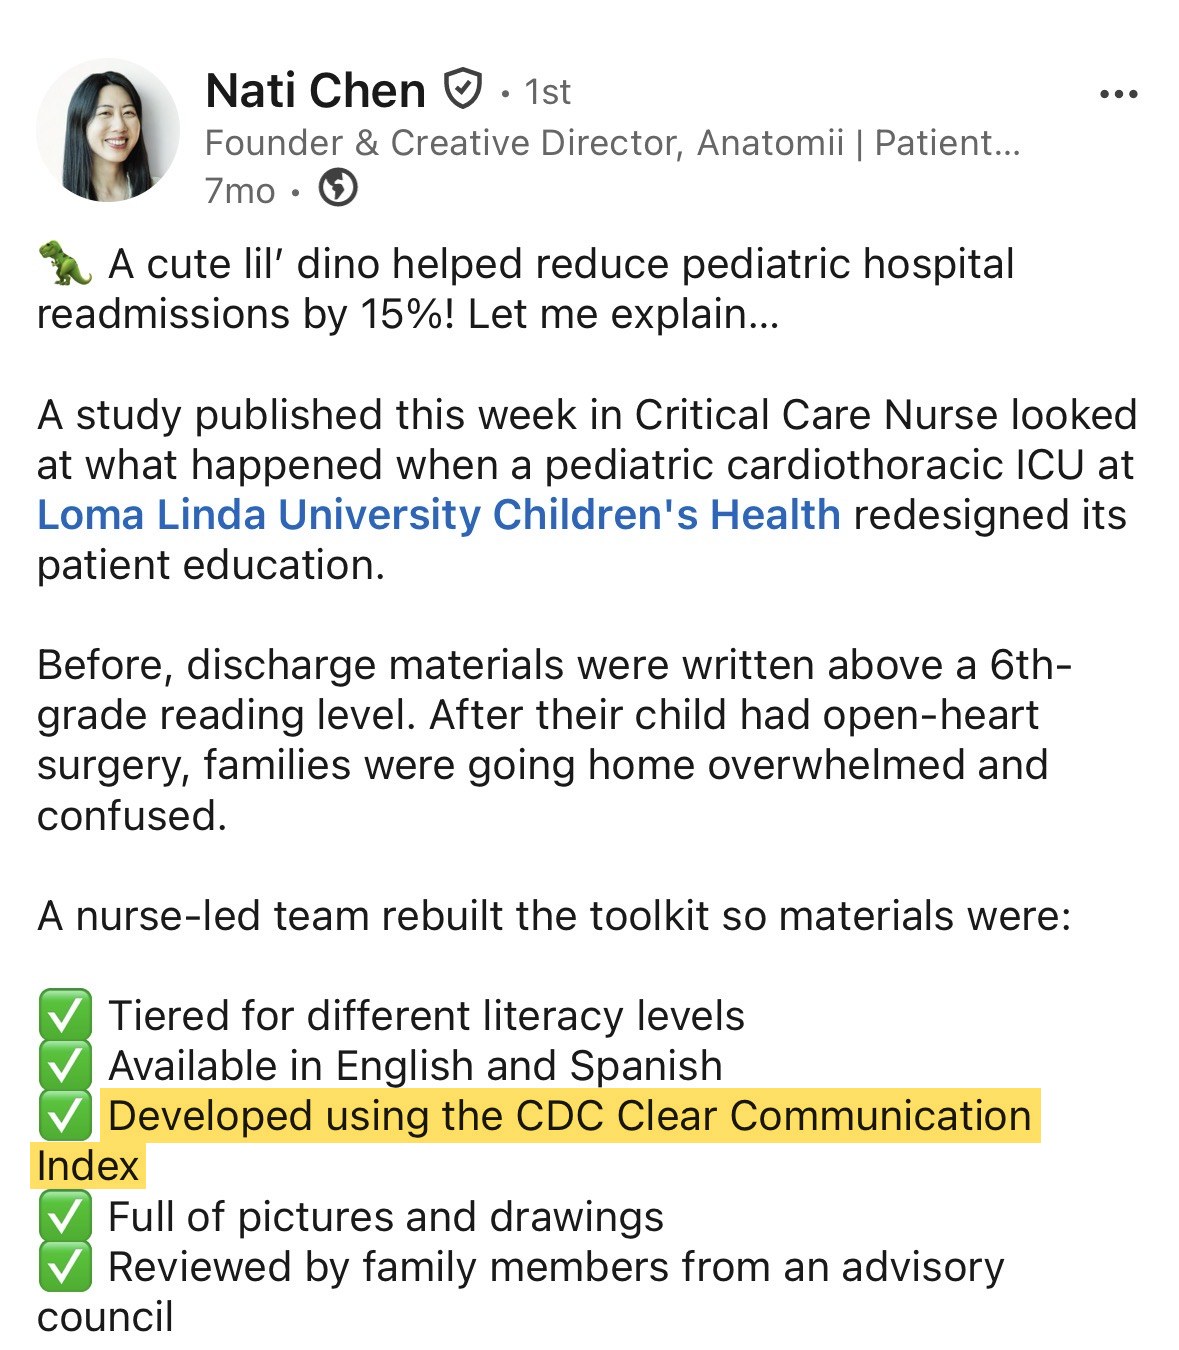 Nati Chen • 1st
Founder & Creative Director, Anatomii | Patient...
7mo •
🦖 A cute lil’ dino helped reduce pediatric hospital
readmissions by 15%! Let me explain...
A study published this week in Critical Care Nurse looked
at what happened when a pediatric cardiothoracic ICU at
Loma Linda University Children's Health redesigned its
patient education.
Before, discharge materials were written above a 6th-
grade reading level. After their child had open-heart
surgery, families were going home overwhelmed and
confused.
A nurse-led team rebuilt the toolkit so materials were:
✅ Tiered for different literacy levels
✅ Available in English and Spanish
✅ Developed using the CDC Clear Communication
Index
✅ Full of pictures and drawings
✅ Reviewed by family members from an advisory
council